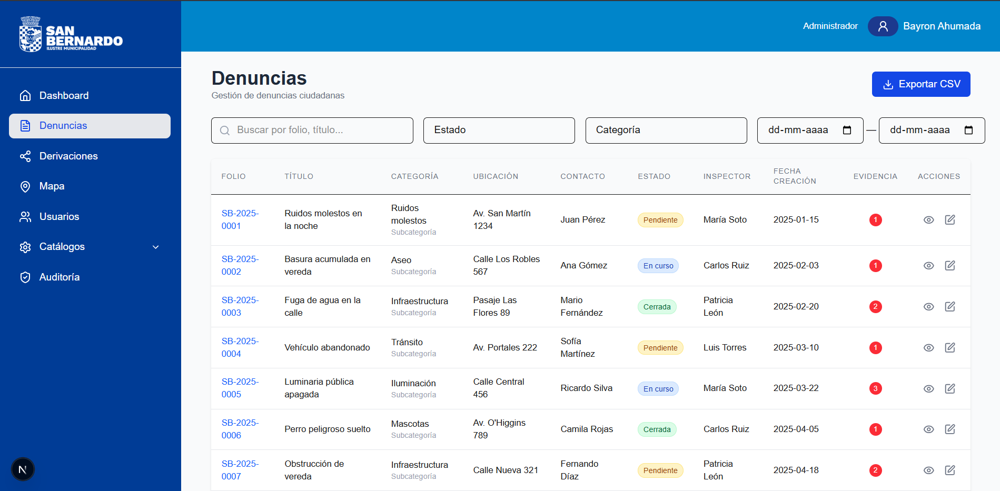 SAN
BERNARDO
ILUSTRE MUNICIPALIDAD
Administrador
Bayron Ahumada
Dashboard
Denuncias
Derivaciones
Mapa
Usuarios
Catálogos
Auditoría
N
Denuncias
Gestión de denuncias ciudadanas
Exportar CSV
Buscar por folio, título...
Estado
Categoría
dd-mm-aaaa
—
dd-mm-aaaa
FOLIO
TÍTULO
CATEGORÍA
UBICACIÓN
CONTACTO
ESTADO
INSPECTOR
FECHA
CREACIÓN
EVIDENCIA
ACCIONES
SB-2025-
0001
Ruidos molestos en
la noche
Ruidos
molestos
Subcategoría
Av. San Martín
1234
Juan Pérez
Pendiente
María Soto
2025-01-15
1
SB-2025-
0002
Basura acumulada en
vereda
Aseo
Subcategoría
Calle Los Robles
567
Ana Gómez
En curso
Carlos Ruiz
2025-02-03
1
SB-2025-
0003
Fuga de agua en la
calle
Infraestructura
Subcategoría
Pasaje Las
Flores 89
Mario
Fernández
Cerrada
Patricia
León
2025-02-20
2
SB-2025-
0004
Vehículo abandonado
Tránsito
Subcategoría
Av. Portales 222
Sofía
Martínez
Pendiente
Luis Torres
2025-03-10
1
SB-2025-
0005
Luminaria pública
apagada
Iluminación
Subcategoría
Calle Central
456
Ricardo Silva
En curso
María Soto
2025-03-22
3
SB-2025-
0006
Perro peligroso suelto
Mascotas
Subcategoría
Av. O'Higgins
789
Camila Rojas
Cerrada
Carlos Ruiz
2025-04-05
1
SB-2025-
0007
Obstrucción de
vereda
Infraestructura
Subcategoría
Calle Nueva 321
Fernando
Díaz
Pendiente
Patricia
León
2025-04-18
2